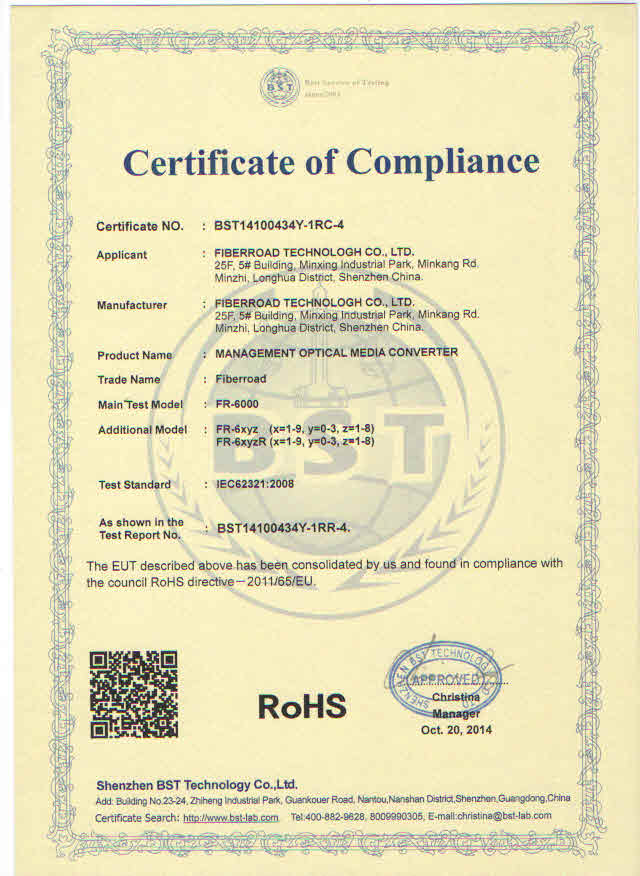 Best Service of Testing
BST
since2003
Certificate of Compliance
Certificate NO. : BST14100434Y-1RC-4
Applicant : FIBERROAD TECHNOLOGH CO., LTD.
25F, 5# Building, Minxing Industrial Park, Minkang Rd.
Minzhi, Longhua District, Shenzhen China.
Manufacturer : FIBERROAD TECHNOLOGH CO., LTD.
25F, 5# Building, Minxing Industrial Park, Minkang Rd.
Minzhi, Longhua District, Shenzhen China.
Product Name : MANAGEMENT OPTICAL MEDIA CONVERTER
Trade Name : Fiberroad
Main Test Model : FR-6000
Additional Model : FR-6xyz (x=1-9, y=0-3, z=1-8)
FR-6xyzR (x=1-9, y=0-3, z=1-8)
BST
Test Standard : IEC62321:2008
As shown in the
Test Report No. : BST14100434Y-1RR-4.
The EUT described above has been consolidated by us and found in compliance with
the council RoHS directive－2011/65/EU.
SHENZHEN BST TECHNOLOGY CO.,LTD
APPROVED
RoHS
Christina
Manager
Oct. 20, 2014
Shenzhen BST Technology Co.,Ltd.
Add: Building No.23-24, Zhiheng Industrial Park, Guankouer Road, Nantou,Nanshan District,Shenzhen,Guangdong,China
Certificate Search: http://www.bst-lab.com Tel:400-882-9628, 8009990305, E-mail:christina@bst-lab.com